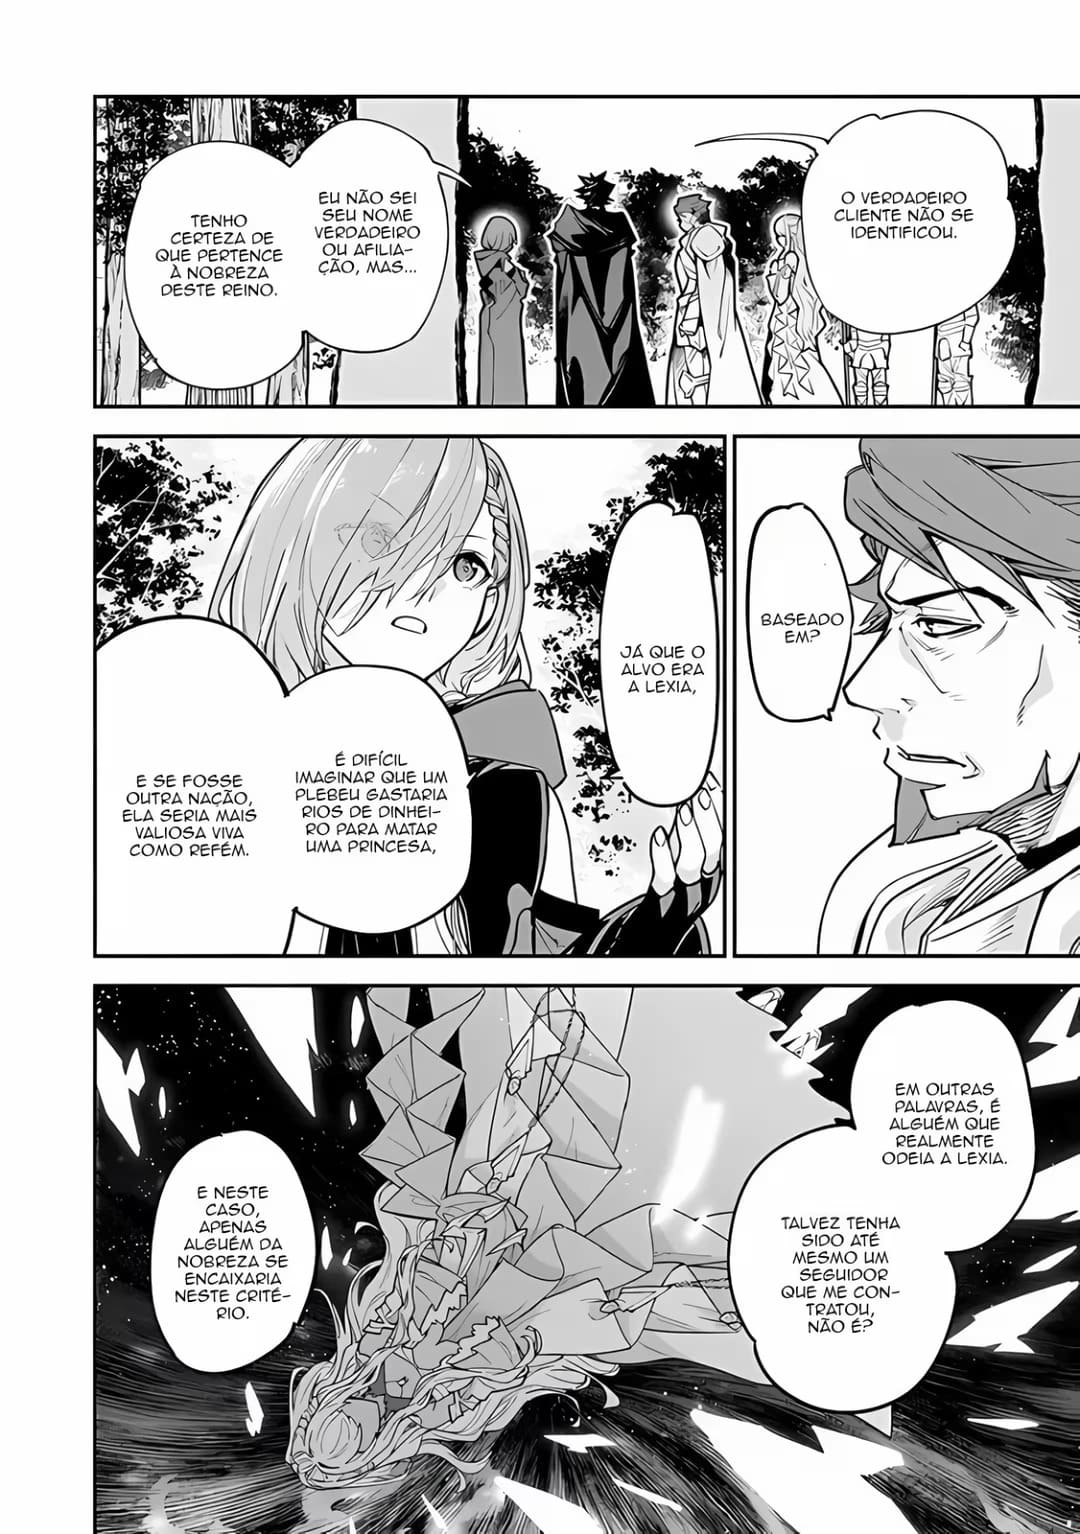 O VERDADEIRO
CLIENTE NÃO SE
IDENTIFICOU.
EU NÃO SEI
SEU NOME
VERDADEIRO
OU AFILIA-
ÇÃO, MAS...
TENHO
CERTEZA DE
QUE PERTENCE
À NOBREZA
DESTE REINO.
BASEADO
EM?
JÁ QUE O
ALVO ERA
A LEXIA,
É DIFÍCIL
IMAGINAR QUE UM
PLEBEU GASTARIA
RIOS DE DINHEI-
RO PARA MATAR
UMA PRINCESA,
E SE FOSSE
OUTRA NAÇÃO,
ELA SERIA MAIS
VALIOSA VIVA
COMO REFÉM.
EM OUTRAS
PALAVRAS, É
ALGUÉM QUE
REALMENTE
ODEIA A LEXIA.
TALVEZ TENHA
SIDO ATÉ
MESMO UM
SEGUIDOR
QUE ME CON-
TRATOU,
NÃO É?
E NESTE
CASO,
APENAS
ALGUÉM DA
NOBREZA SE
ENCAIXARIA
NESTE CRITÉ-
RIO.